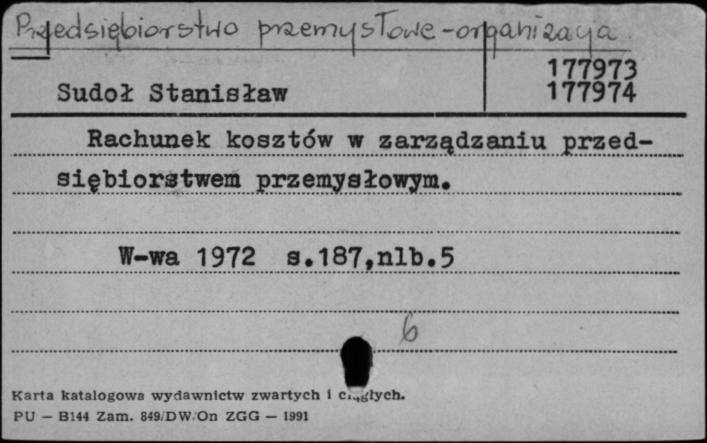 Przedsiębiorstwo przemysłowe-organizacja
177973
Sudoł Stanisław 177974
Rachunek kosztów w zarządzaniu przed-
siębiorstwem przemysłowym.
W-wa 1972 s.187,nlb.5
6
Karta katalogowa wydawnictw zwartych i ciągłych.
PU — B144 Zam. 849/DW/On ZGG — 1991